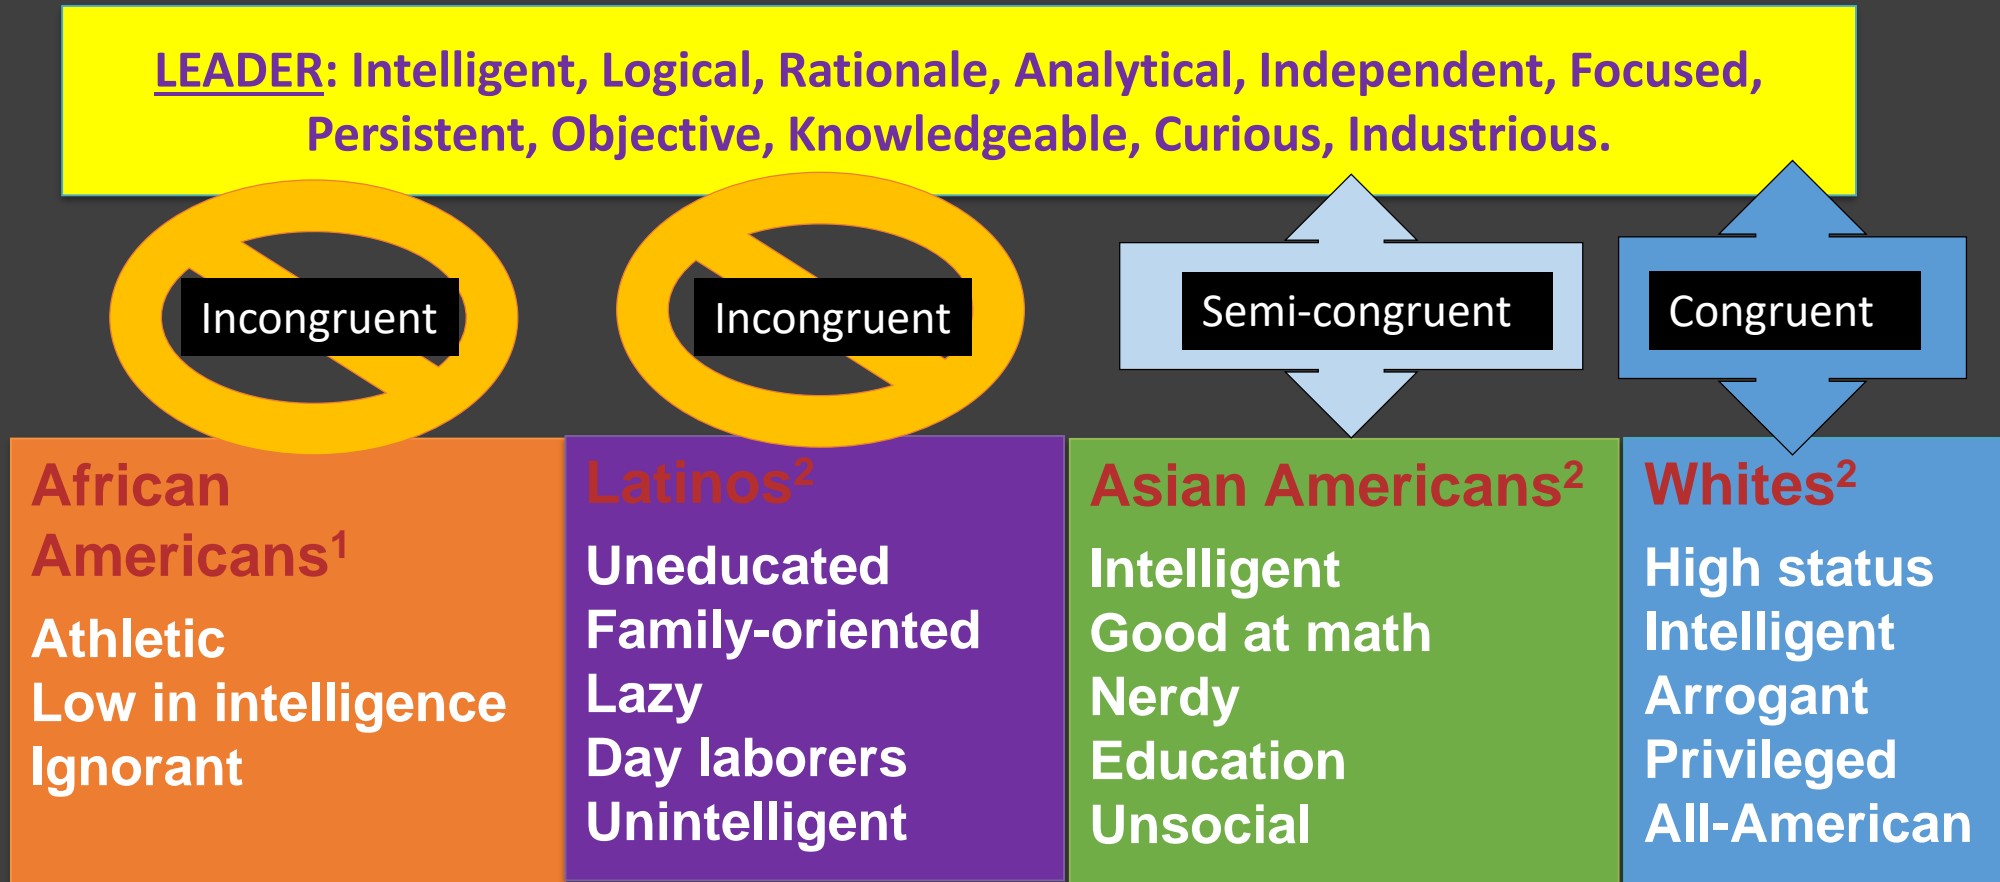 LEADER: Intelligent, Logical, Rationale, Analytical, Independent, Focused,
Persistent, Objective, Knowledgeable, Curious, Industrious.
Incongruent
Incongruent
Semi-congruent
Congruent
African
Americans¹
Athletic
Low in intelligence
Ignorant
Latinos²
Uneducated
Family-oriented
Lazy
Day laborers
Unintelligent
Asian Americans²
Intelligent
Good at math
Nerdy
Education
Unsocial
Whites²
High status
Intelligent
Arrogant
Privileged
All-American